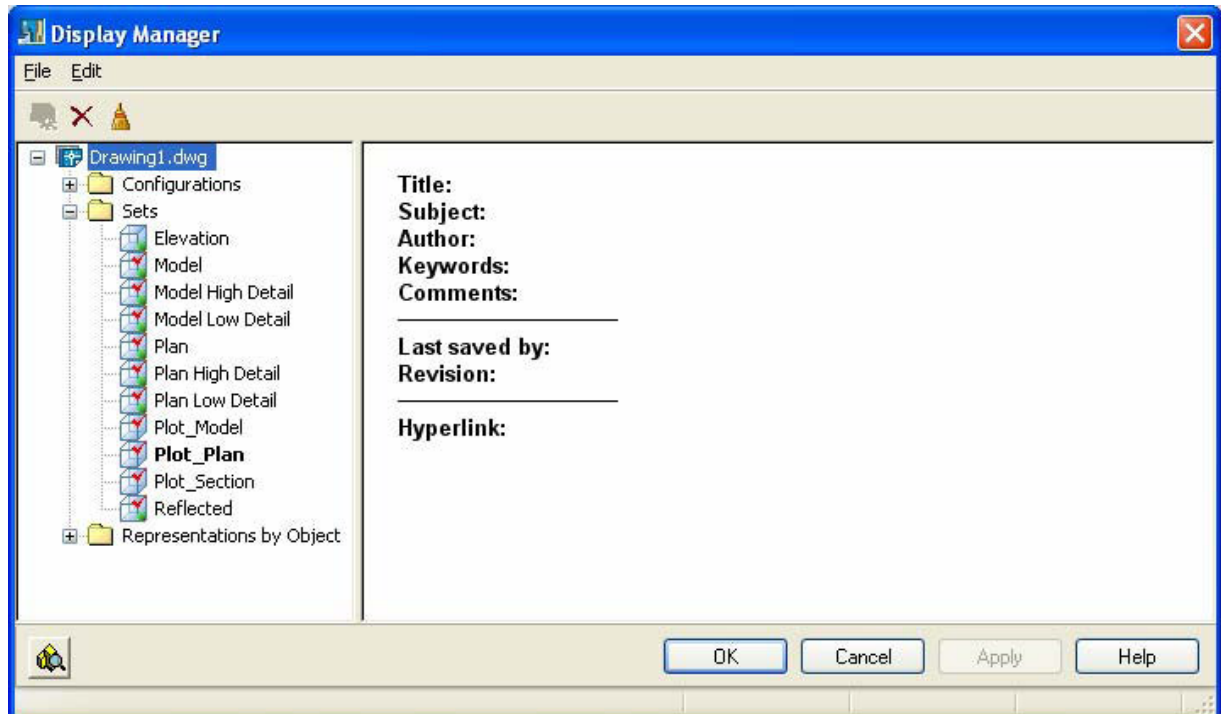 Display Manager
File Edit
Drawing1.dwg
Configurations
Sets
Elevation
Model
Model High Detail
Model Low Detail
Plan
Plan High Detail
Plan Low Detail
Plot_Model
Plot_Plan
Plot_Section
Reflected
Representations by Object
Title:
Subject:
Author:
Keywords:
Comments:
Last saved by:
Revision:
Hyperlink:
OK Cancel Apply Help